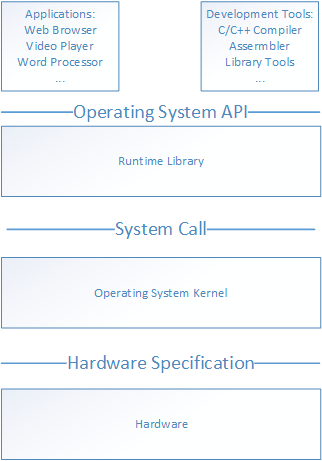 Applications:
Web Browser
Video Player
Word Processor
...
Development Tools:
C/C++ Compiler
Assembler
Library Tools
...
Operating System API
Runtime Library
System Call
Operating System Kernel
Hardware Specification
Hardware